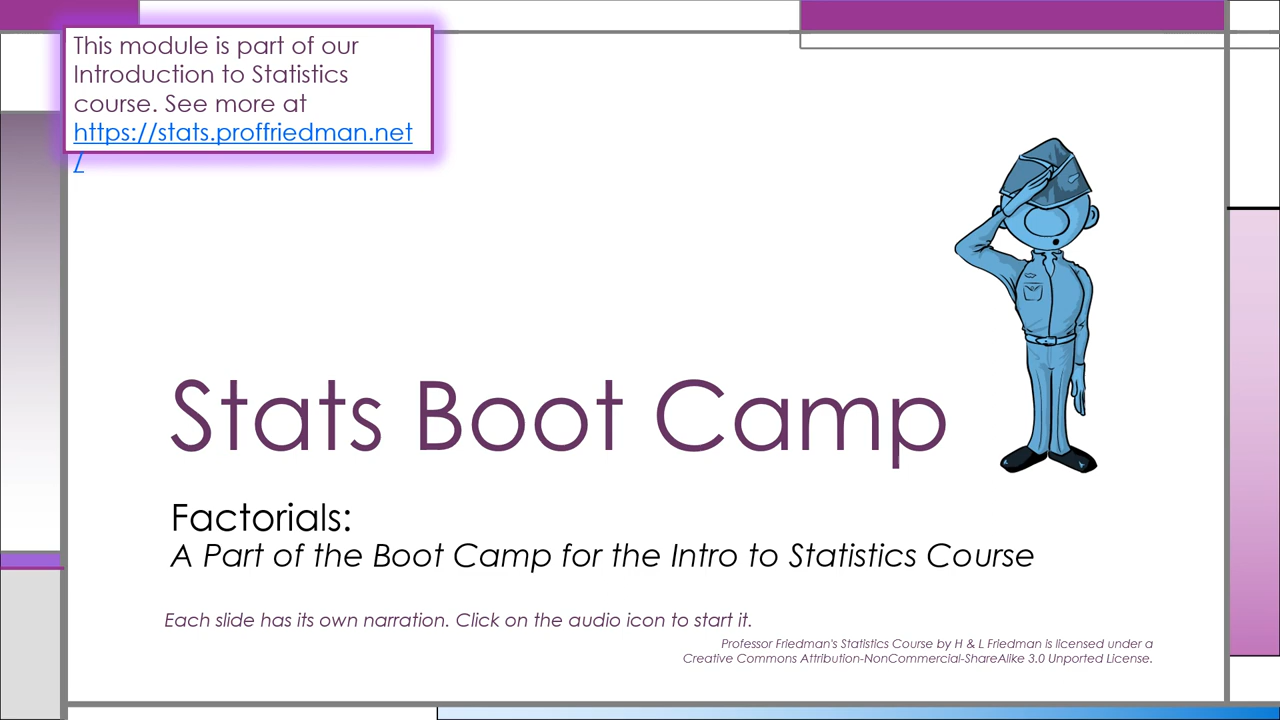 This module is part of our
Introduction to Statistics
course. See more at
https://stats.proffriedman.net
/
Stats Boot Camp
Factorials:
A Part of the Boot Camp for the Intro to Statistics Course
Each slide has its own narration. Click on the audio icon to start it.
Professor Friedman's Statistics Course by H & L Friedman is licensed under a
Creative Commons Attribution-NonCommercial-ShareAlike 3.0 Unported License.